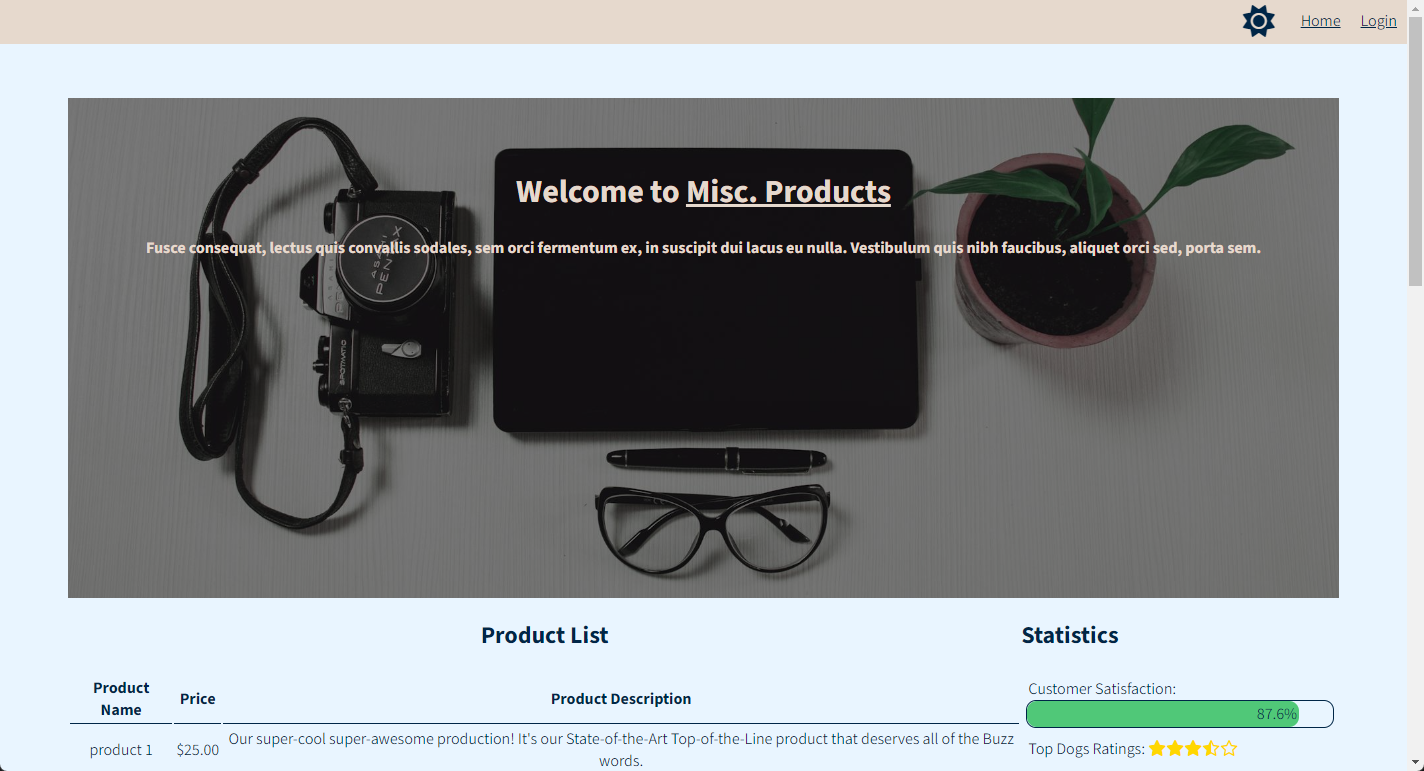 Home Login
Welcome to Misc. Products
Fusce consequat, lectus quis convallis sodales, sem orci fermentum ex, in suscipit dui lacus eu nulla. Vestibulum quis nibh faucibus, aliquet orci sed, porta sem.
ASAHI
PENTAX
SPOTMATIC
Product List
Statistics
Product
Name
Price
Product Description
Customer Satisfaction:
87.6%
product 1
$25.00
Our super-cool super-awesome production! It's our State-of-the-Art Top-of-the-Line product that deserves all of the Buzz
words.
Top Dogs Ratings: